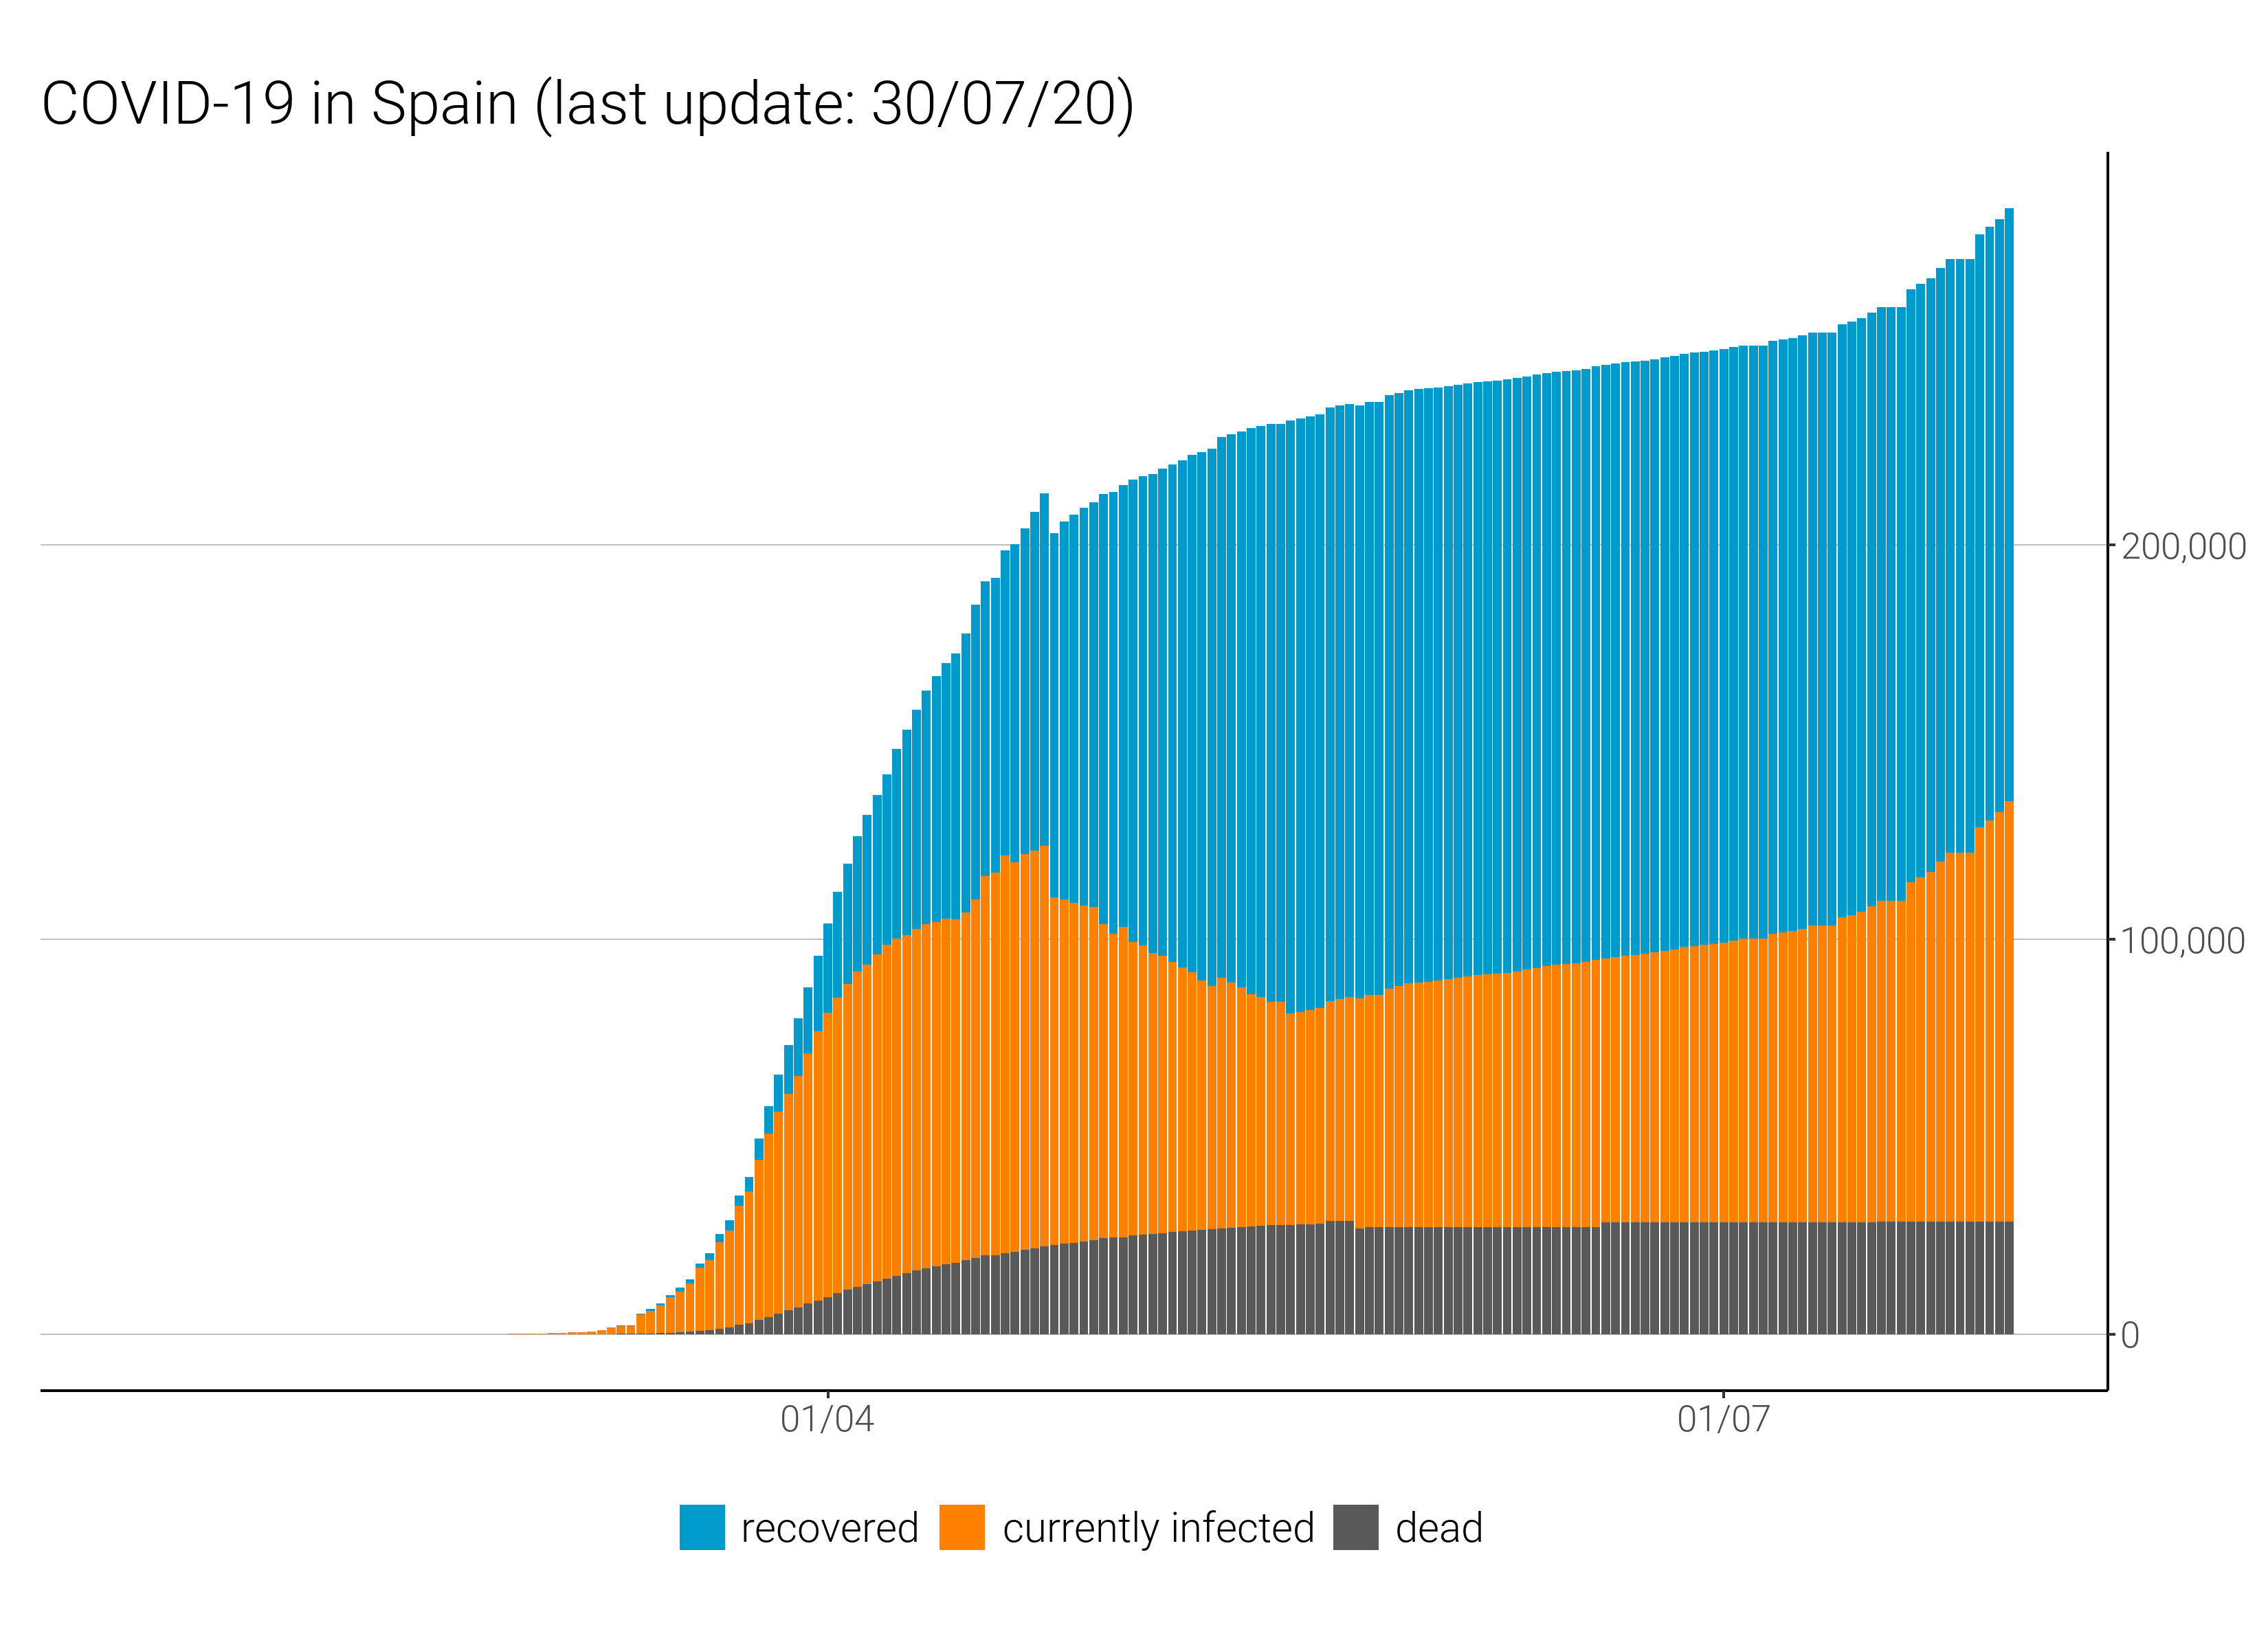 COVID-19 in Spain (last update: 30/07/20)
200,000
100,000
0
01/04 01/07
recovered currently infected dead